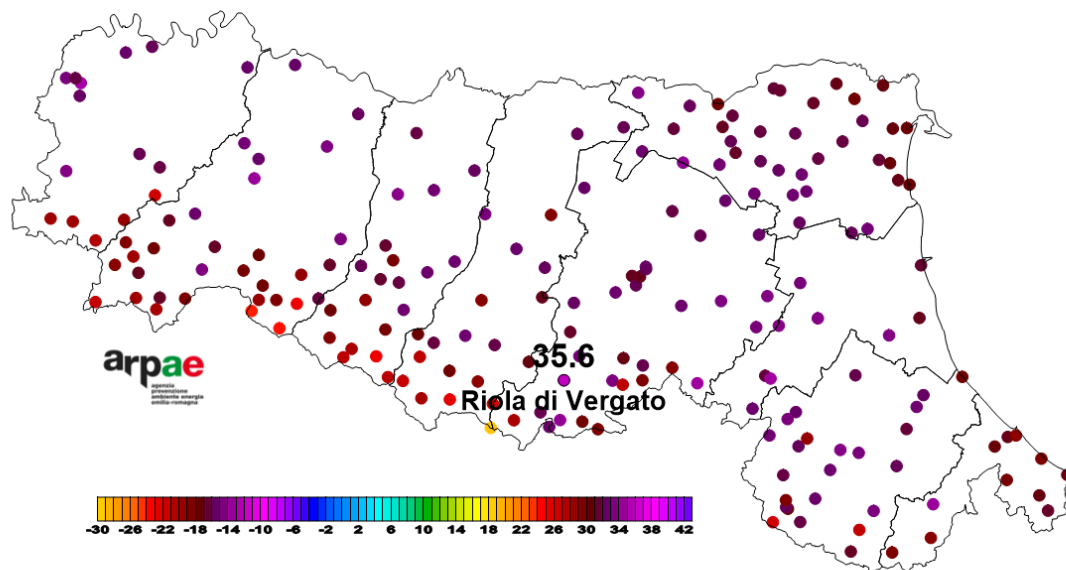 35.6
Riola di Vergato
arpae
agenzia
prevenzione
ambiente energia
emilia-romagna
-30 -26 -22 -18 -14 -10 -6 -2 2 6 10 14 18 22 26 30 34 38 42